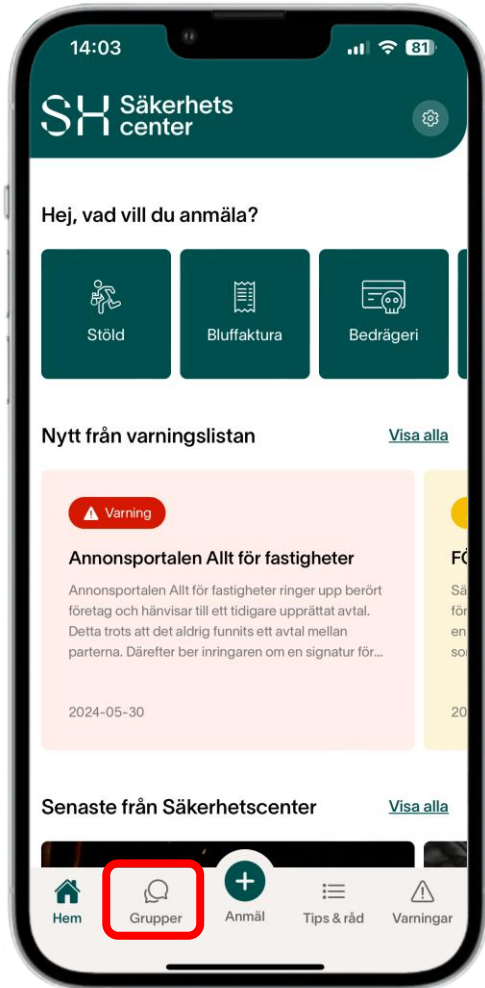 14:03
81
SH Säkerhets
center
Hej, vad vill du anmäla?
Stöld
Bluffaktura
Bedrägeri
Nytt från varningslistan
Visa alla
Varning
Annonsportalen Allt för fastigheter
Annonsportalen Allt för fastigheter ringer upp berört
företag och hänvisar till ett tidigare upprättat avtal.
Detta trots att det aldrig funnits ett avtal mellan
parterna. Därefter ber inringaren om en signatur för...
2024-05-30
Senaste från Säkerhetscenter
Visa alla
Hem
Grupper
Anmäl
Tips & råd
Varningar